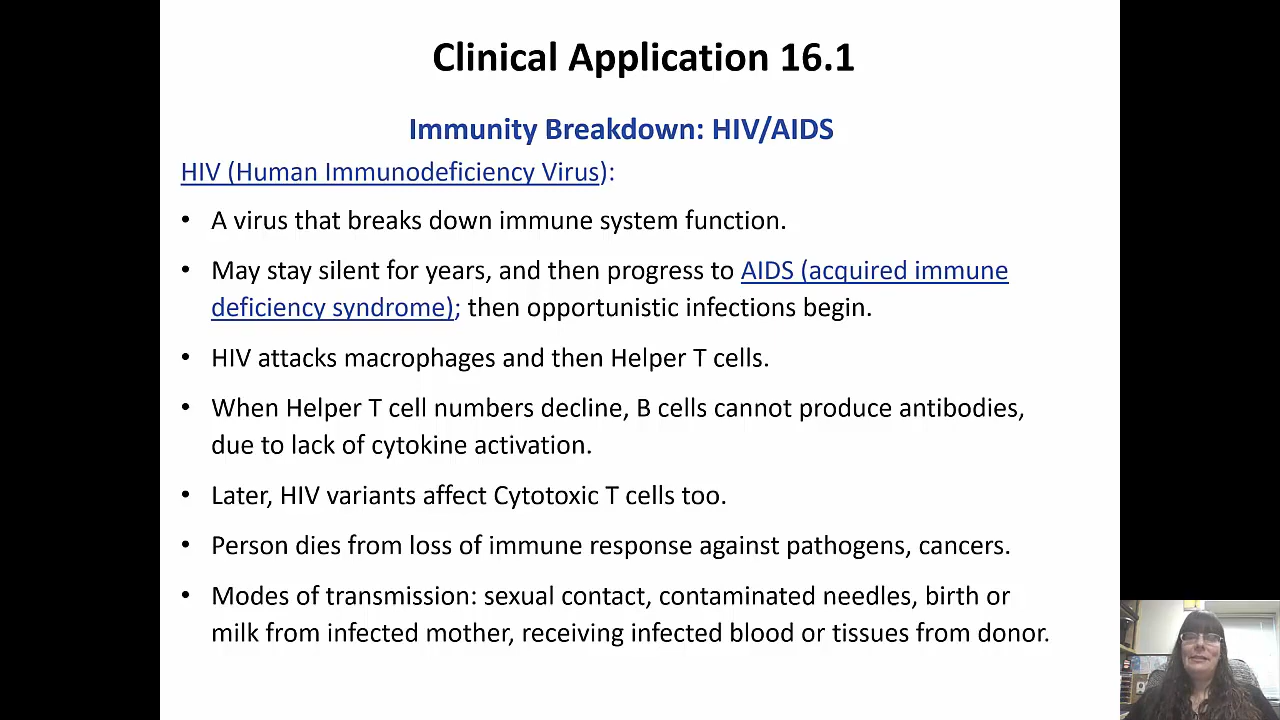 Clinical Application 16.1
Immunity Breakdown: HIV/AIDS
HIV (Human Immunodeficiency Virus):
• A virus that breaks down immune system function.
• May stay silent for years, and then progress to AIDS (acquired immune
deficiency syndrome); then opportunistic infections begin.
• HIV attacks macrophages and then Helper T cells.
• When Helper T cell numbers decline, B cells cannot produce antibodies,
due to lack of cytokine activation.
• Later, HIV variants affect Cytotoxic T cells too.
• Person dies from loss of immune response against pathogens, cancers.
• Modes of transmission: sexual contact, contaminated needles, birth or
milk from infected mother, receiving infected blood or tissues from donor.